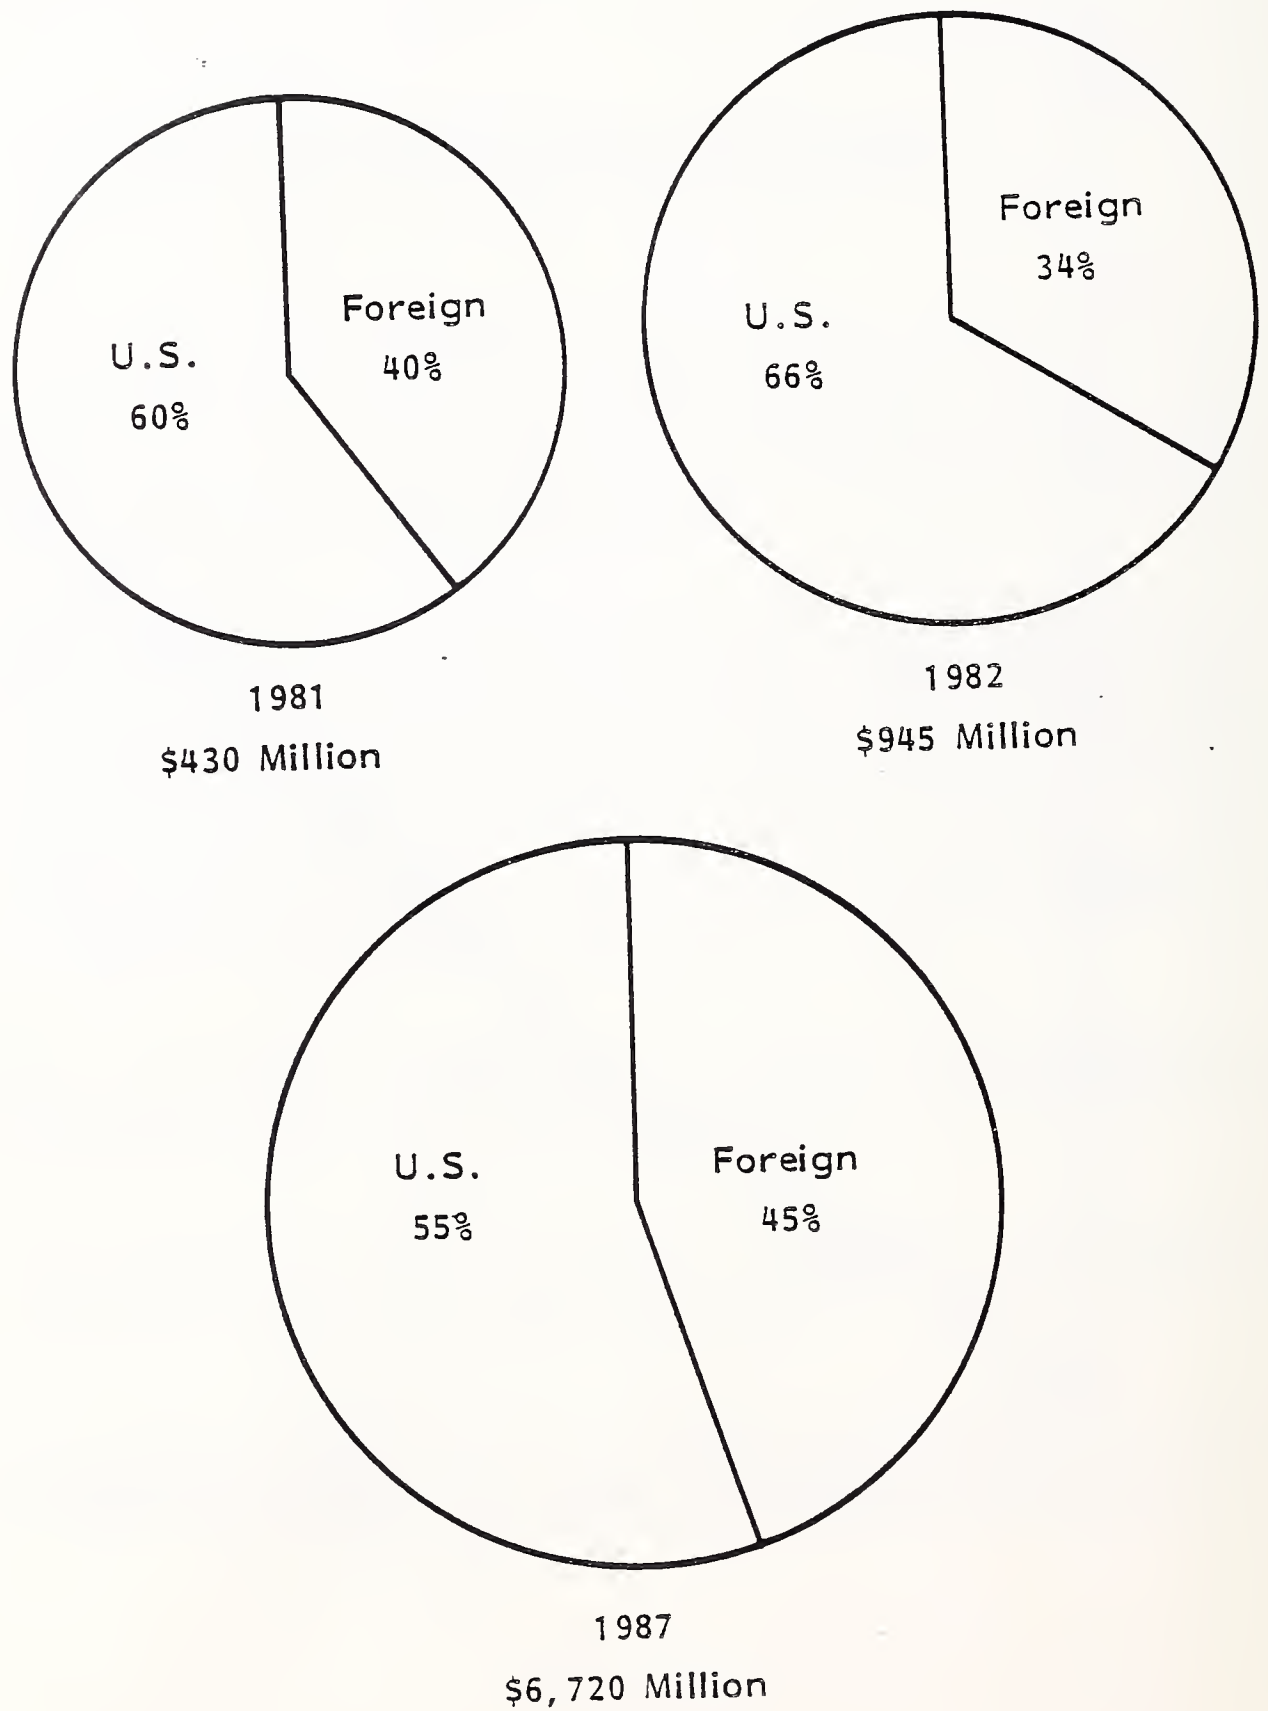 U.S.
60%
Foreign
40%
1981
$430 Million
U.S.
66%
Foreign
34%
1982
$945 Million
U.S.
55%
Foreign
45%
1987
$6,720 Million